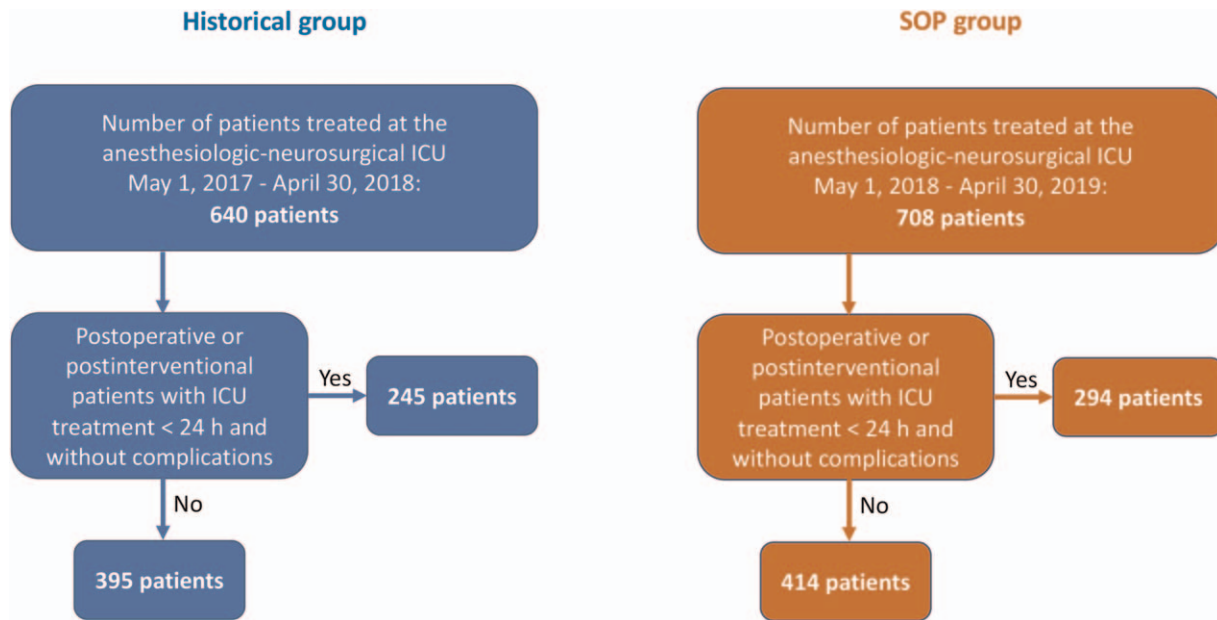 Historical group
Number of patients treated at the
anesthesiologic-neurosurgical ICU
May 1, 2017 - April 30, 2018:
640 patients
Postoperative or
postinterventional
patients with ICU
treatment < 24 h and
without complications
Yes
245 patients
No
395 patients
SOP group
Number of patients treated at the
anesthesiologic-neurosurgical ICU
May 1, 2018 - April 30, 2019:
708 patients
Postoperative or
postinterventional
patients with ICU
treatment < 24 h and
without complications
Yes
294 patients
No
414 patients